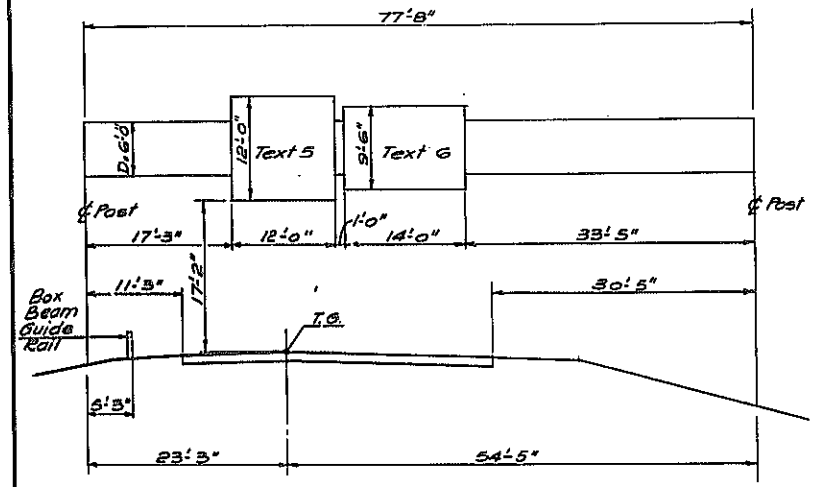 77'-8"
D=6'-0"
12'-0"
Text 5
9'-6"
Text 6
℄ Post
℄ Post
17'-3"
12'-0"
1'-0"
14'-0"
33'-5"
17'-2"
11'-3"
30'-5"
Box
Beam
Guide
Rail
T.G.
5'-3"
23'-3"
54'-5"